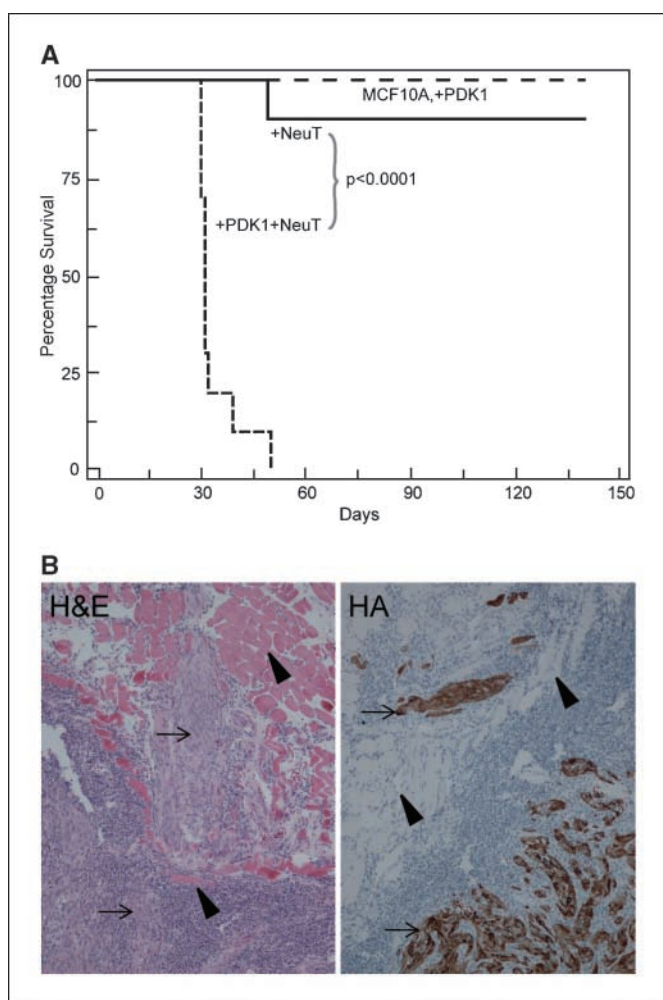 A
100
MCF10A,+PDK1
+NeuT
75
p<0.0001
+PDK1+NeuT
Percentage Survival
50
25
0
0 30 60 90 120 150
Days
B
H&E
HA